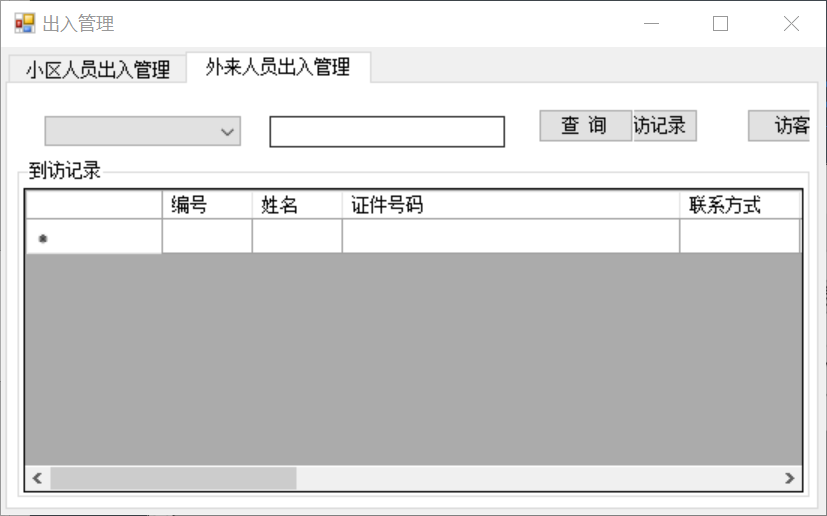 出入管理
小区人员出入管理 外来人员出入管理
查 询 访记录 访客
到访记录
编号 姓名 证件号码 联系方式